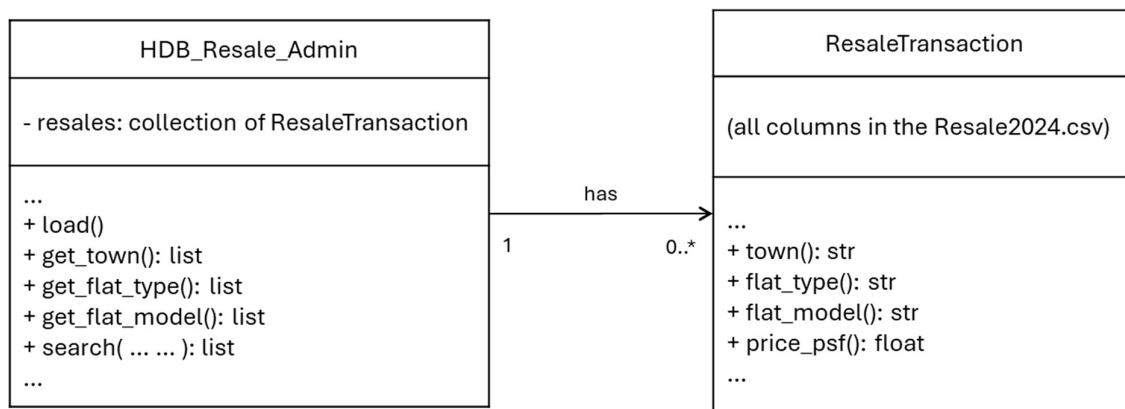 HDB_Resale_Admin
- resales: collection of ResaleTransaction
...
+ load()
+ get_town(): list
+ get_flat_type(): list
+ get_flat_model(): list
+ search( ... ... ): list
...
has
1
0..*
ResaleTransaction
(all columns in the Resale2024.csv)
...
+ town(): str
+ flat_type(): str
+ flat_model(): str
+ price_psf(): float
...